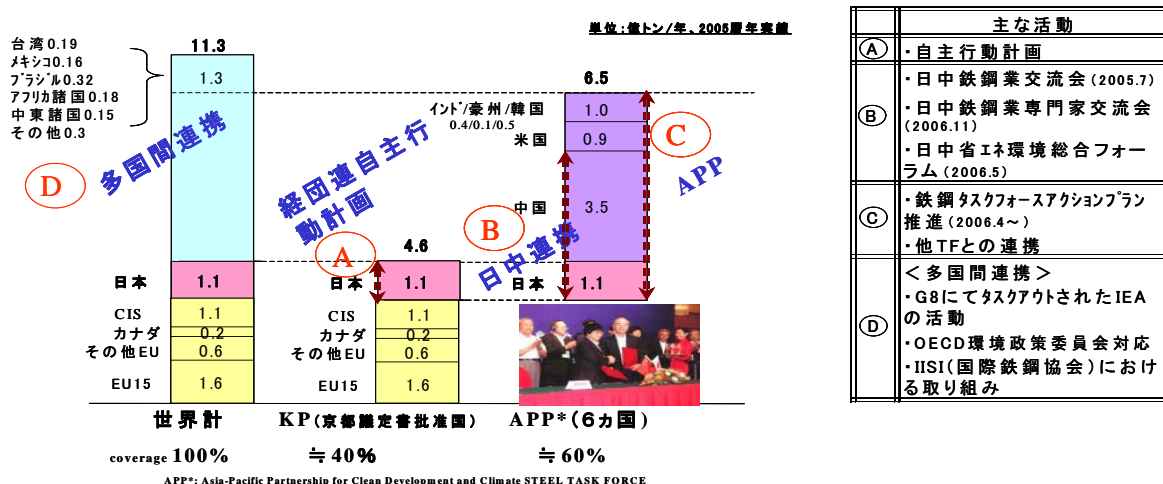 単位:億トン/年、2005暦年実績
台湾0.19
メキシコ0.16
ブラジル0.32
アフリカ諸国0.18
中東諸国0.15
その他0.3
11.3
1.3
D
多国間連携
日本
1.1
CIS
1.1
カナダ
0.2
その他EU
0.6
EU15
1.6
世界計
経団連自主行
動計画
A
4.6
日本
1.1
CIS
1.1
カナダ
0.2
その他EU
0.6
EU15
1.6
KP(京都議定書批准国)
6.5
インド/豪州/韓国
0.4/0.1/0.5
1.0
米国
0.9
中国
3.5
日本
1.1
B
日中連携
C
APP
APP*(6カ国)
coverage 100%
≒ 40%
≒ 60%
APP*: Asia-Pacific Partnership for Clean Development and Climate STEEL TASK FORCE
主な活動
A
・自主行動計画
B
・日中鉄鋼業交流会(2005.7)
・日中鉄鋼業専門家交流会
(2006.11)
・日中省エネ環境総合フォー
ラム(2006.5)
C
・鉄鋼タスクフォースアクションプラン
推進(2006.4～)
・他TFとの連携
D
＜多国間連携＞
・G8にてタスクアウトされたIEA
の活動
・OECD環境政策委員会対応
・IISI(国際鉄鋼協会)におけ
る取り組み